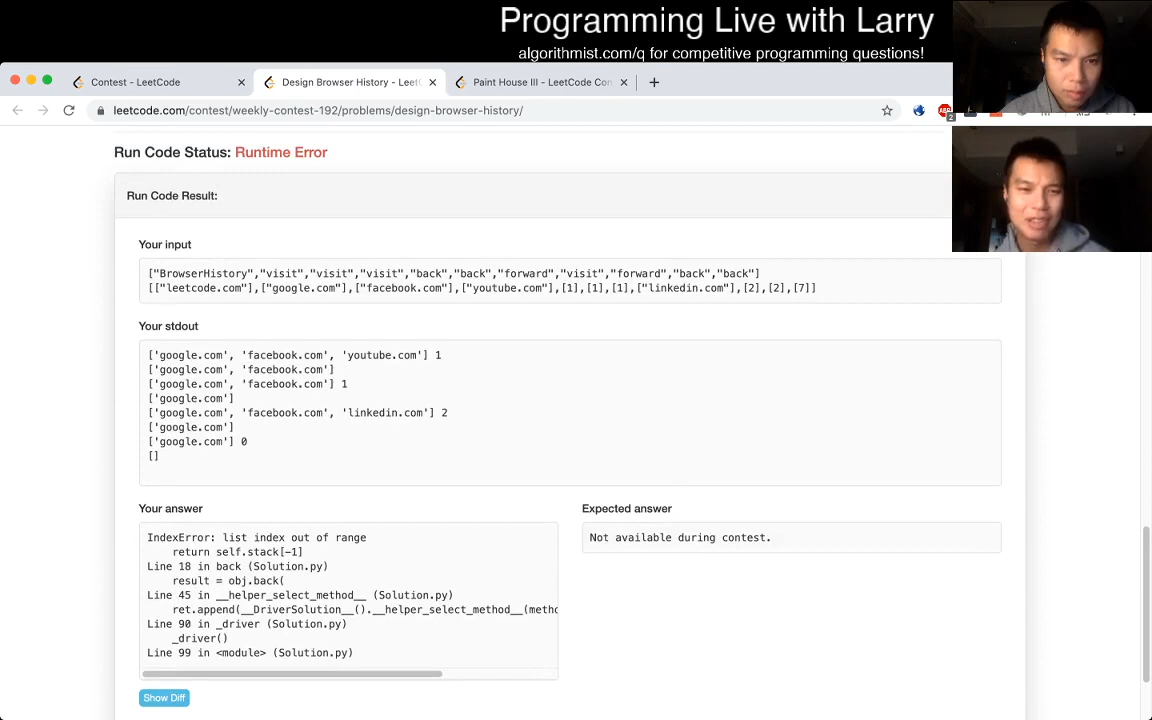 Programming Live with Larry
algorithmist.com/q for competitive programming questions!
Contest - LeetCode
Design Browser History - Leet
Paint House III - LeetCode Con
leetcode.com/contest/weekly-contest-192/problems/design-browser-history/
Run Code Status: Runtime Error
Run Code Result:
Your input
["BrowserHistory","visit","visit","visit","back","back","forward","visit","forward","back","back"]
[["leetcode.com"],["google.com"],["facebook.com"],["youtube.com"],[1],[1],[1],["linkedin.com"],[2],[2],[7]]
Your stdout
['google.com', 'facebook.com', 'youtube.com'] 1
['google.com', 'facebook.com']
['google.com', 'facebook.com'] 1
['google.com']
['google.com', 'facebook.com', 'linkedin.com'] 2
['google.com']
['google.com'] 0
[]
Your answer
IndexError: list index out of range
return self.stack[-1]
Line 18 in back (Solution.py)
result = obj.back(
Line 45 in __helper_select_method__ (Solution.py)
ret.append(__DriverSolution__().__helper_select_method__(metho
Line 90 in _driver (Solution.py)
_driver()
Line 99 in <module> (Solution.py)
Expected answer
Not available during contest.
Show Diff